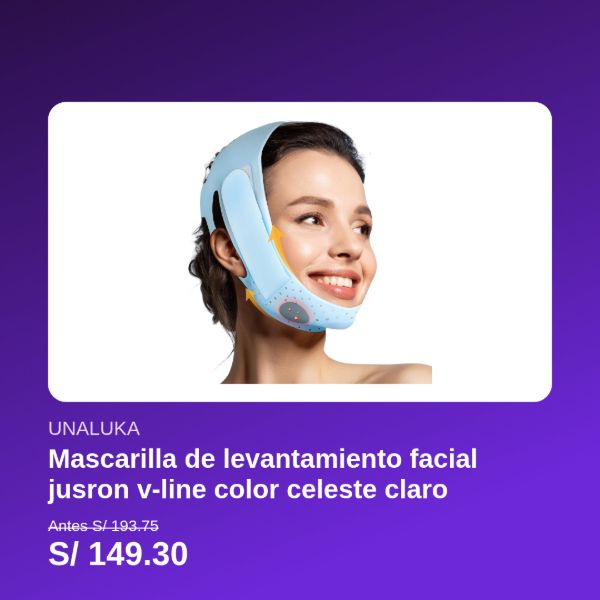 UNALUKA
Mascarilla de levantamiento facial
jusron v-line color celeste claro
Antes S/ 193.75
S/ 149.30